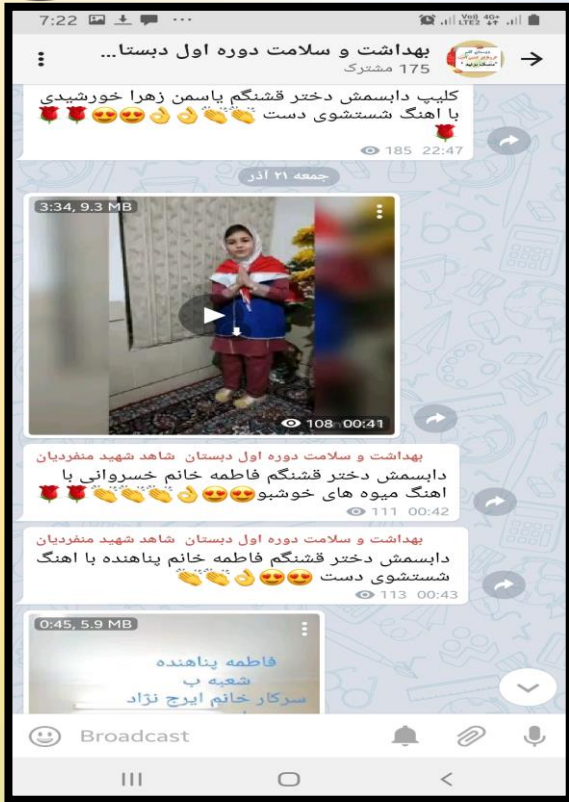 7:22
Vo)) 4G+
LTE2
بهداشت و سلامت دوره اول دبستا...
175 مشترک
کلیپ دابسمش دختر قشنگم یاسمن زهرا خورشیدی
با اهنگ شستشوی دست 👏👏👌👌😍😍🌹🌹
🌹
185 22:47
جمعه ۲۱ آذر
3:34, 9.3 MB
108 00:41
بهداشت و سلامت دوره اول دبستان شاهد شهید منفردیان
دابسمش دختر قشنگم فاطمه خانم خسروانی با
اهنگ میوه های خوشبو😍😍👌👏👏👏👏🌹🌹
111 00:42
بهداشت و سلامت دوره اول دبستان شاهد شهید منفردیان
دابسمش دختر قشنگم فاطمه خانم پناهنده با اهنگ
شستشوی دست 😍😍👌👏👏
113 00:43
0:45, 5.9 MB
فاطمه پناهنده
شعبه ب
سرکار خانم ایرج نژاد
Broadcast